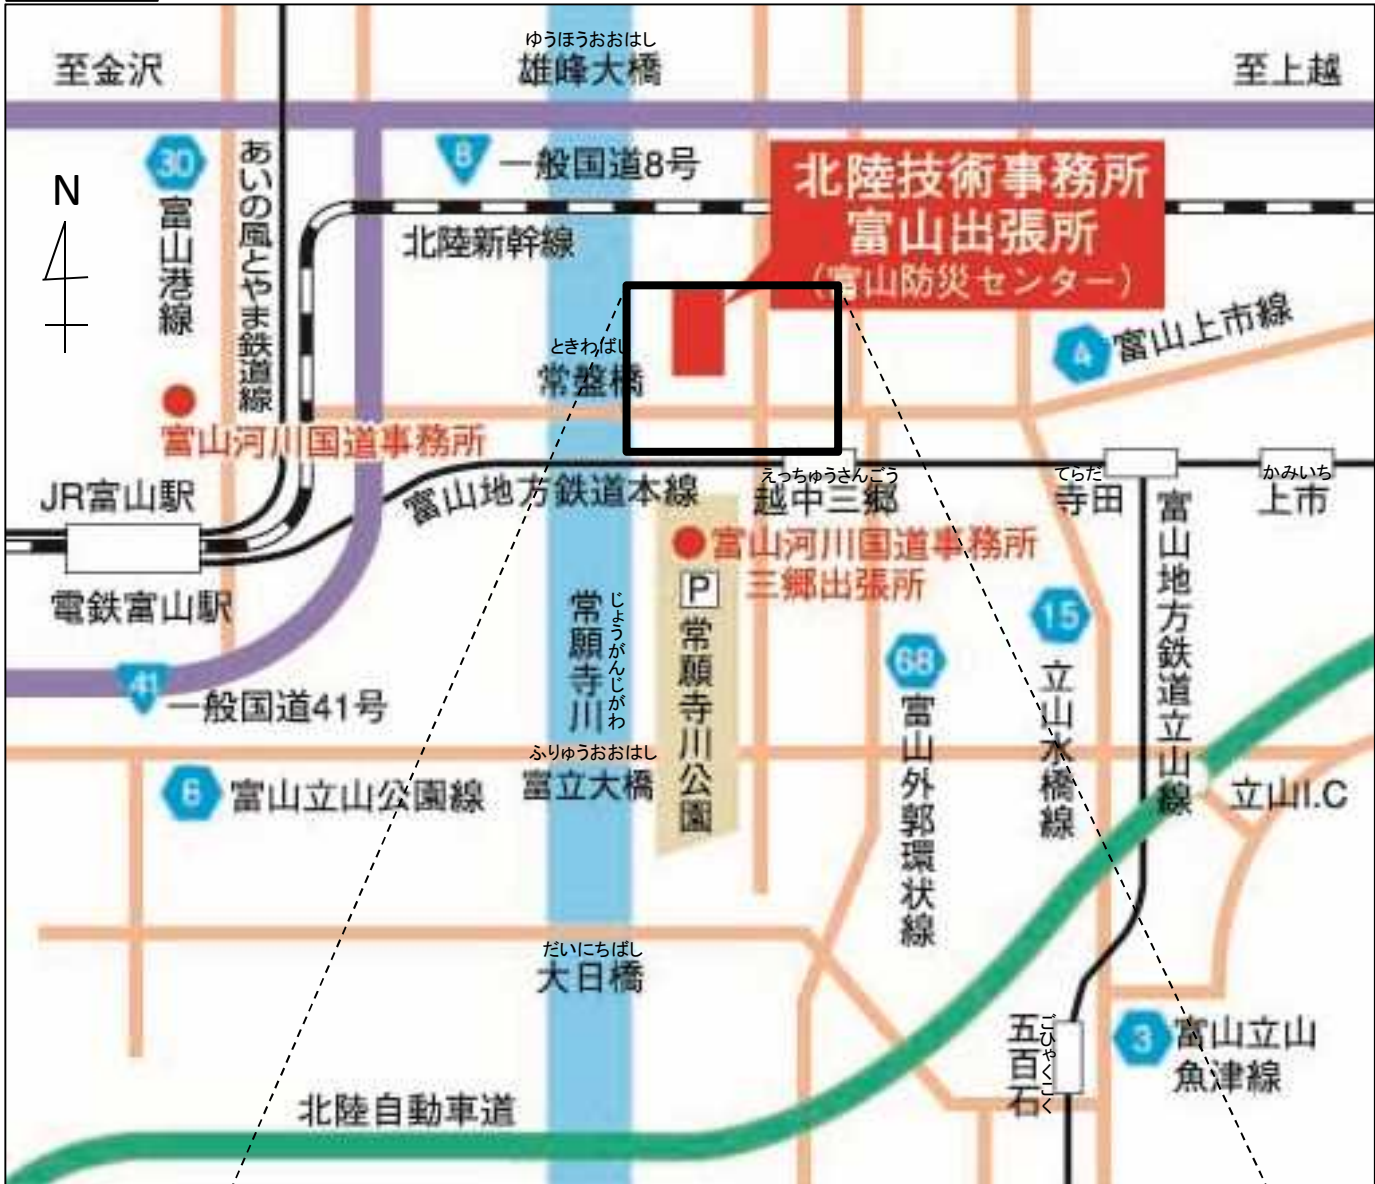 ゆうほうおおはし
至金沢
雄峰大橋
至上越
30
富山港線
あいの風とやま鉄道線
8
一般国道8号
北陸技術事務所
富山出張所
(富山防災センター)
N
北陸新幹線
4
富山上市線
ときわばし
常盤橋
富山河川国道事務所
JR富山駅
電鉄富山駅
富山地方鉄道本線
えっちゅうさんごう
越中三郷
てらだ
寺田
かみいち
上市
富山河川国道事務所
三郷出張所
P
常願寺川公園
じょうがんじがわ
常願寺川
15
立山水橋線
富山地方鉄道立山線
68
富山外郭環状線
41
一般国道41号
ふりゅうおおはし
富立大橋
6
富山立山公園線
立山I.C
だいにちばし
大日橋
ごひゃくこく
五百石
3
富山立山
魚津線
北陸自動車道